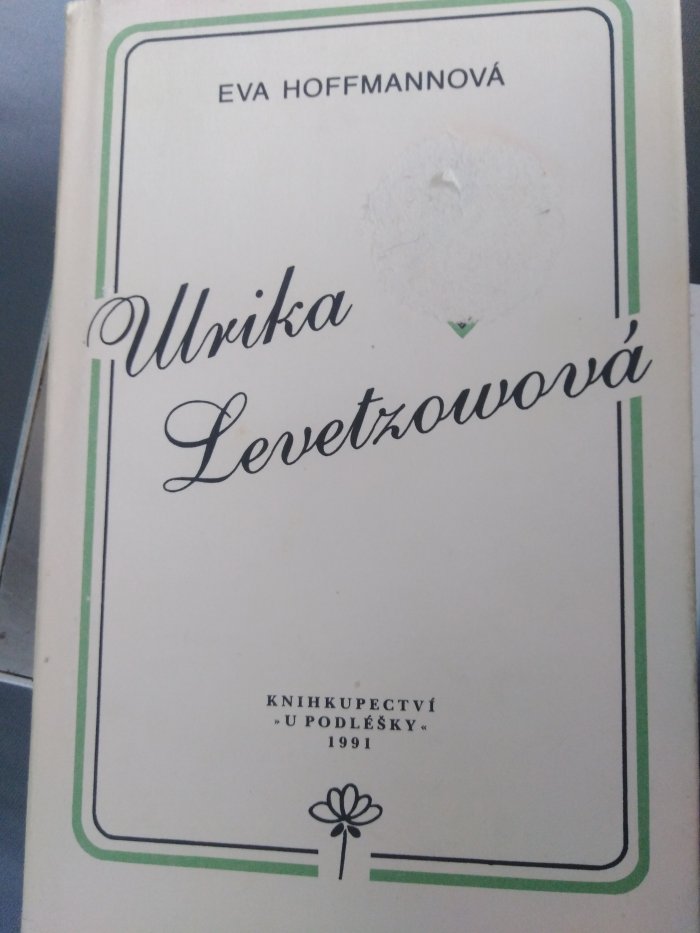 EVA HOFFMANNOVÁ
Ulrika
Levetzowová
KNIHKUPECTVÍ
»U PODLÉŠKY«
1991